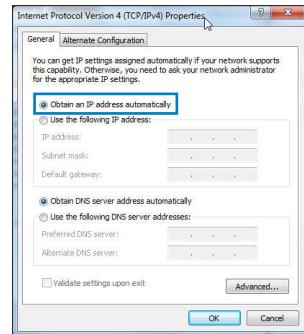 Internet Protocol Version 4 (TCP/IPv4) Properties
General
Alternate Configuration
You can get IP settings assigned automatically if your network supports
this capability. Otherwise, you need to ask your network administrator
for the appropriate IP settings.
Obtain an IP address automatically
Use the following IP address:
IP address:
Subnet mask:
Default gateway:
Obtain DNS server address automatically
Use the following DNS server addresses:
Preferred DNS server:
Alternate DNS server:
Validate settings upon exit
Advanced...
OK
Cancel